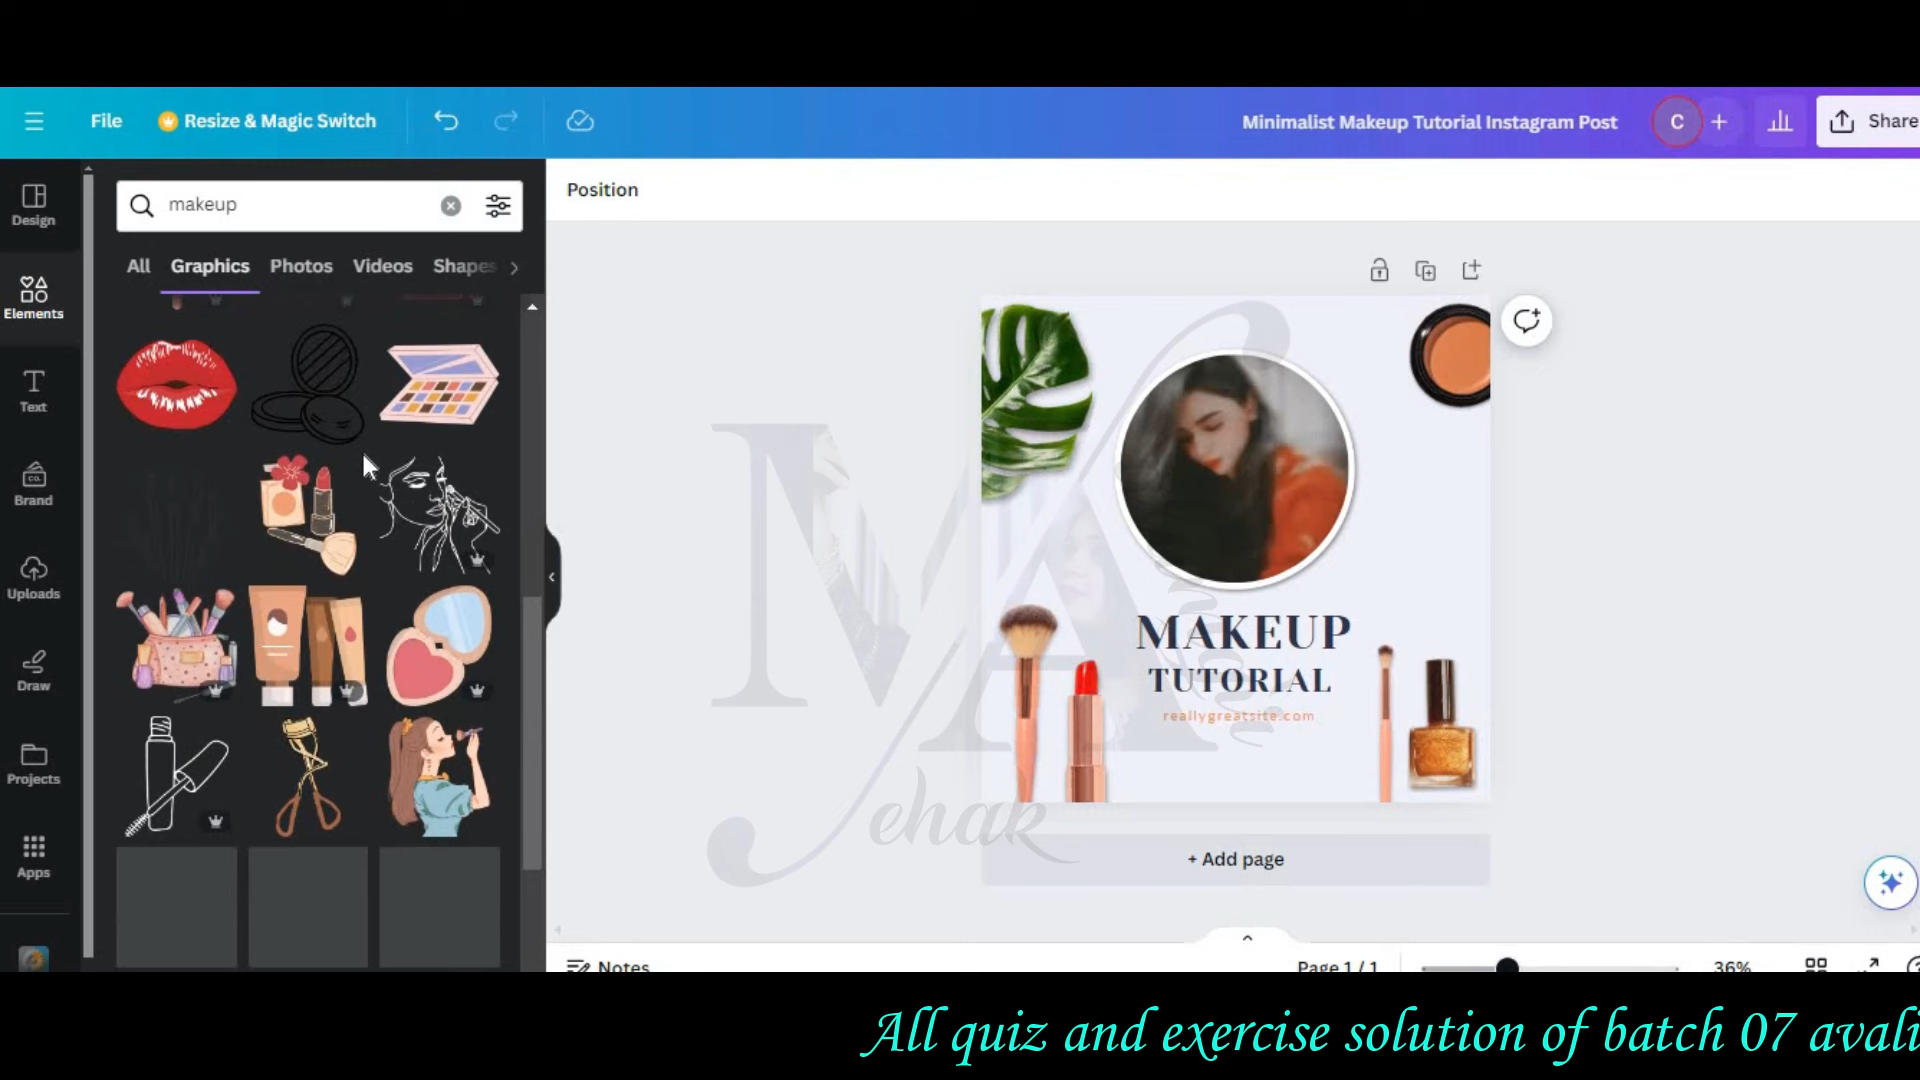 File
Resize & Magic Switch
Minimalist Makeup Tutorial Instagram Post
C
Share
Design
Elements
Text
Brand
Uploads
Draw
Projects
Apps
makeup
All
Graphics
Photos
Videos
Shapes
Position
MAKEUP
TUTORIAL
reallygreatsite.com
MA
ehak
+ Add page
Notes
Page 1 / 1
36%
All quiz and exercise solution of batch 07 avali